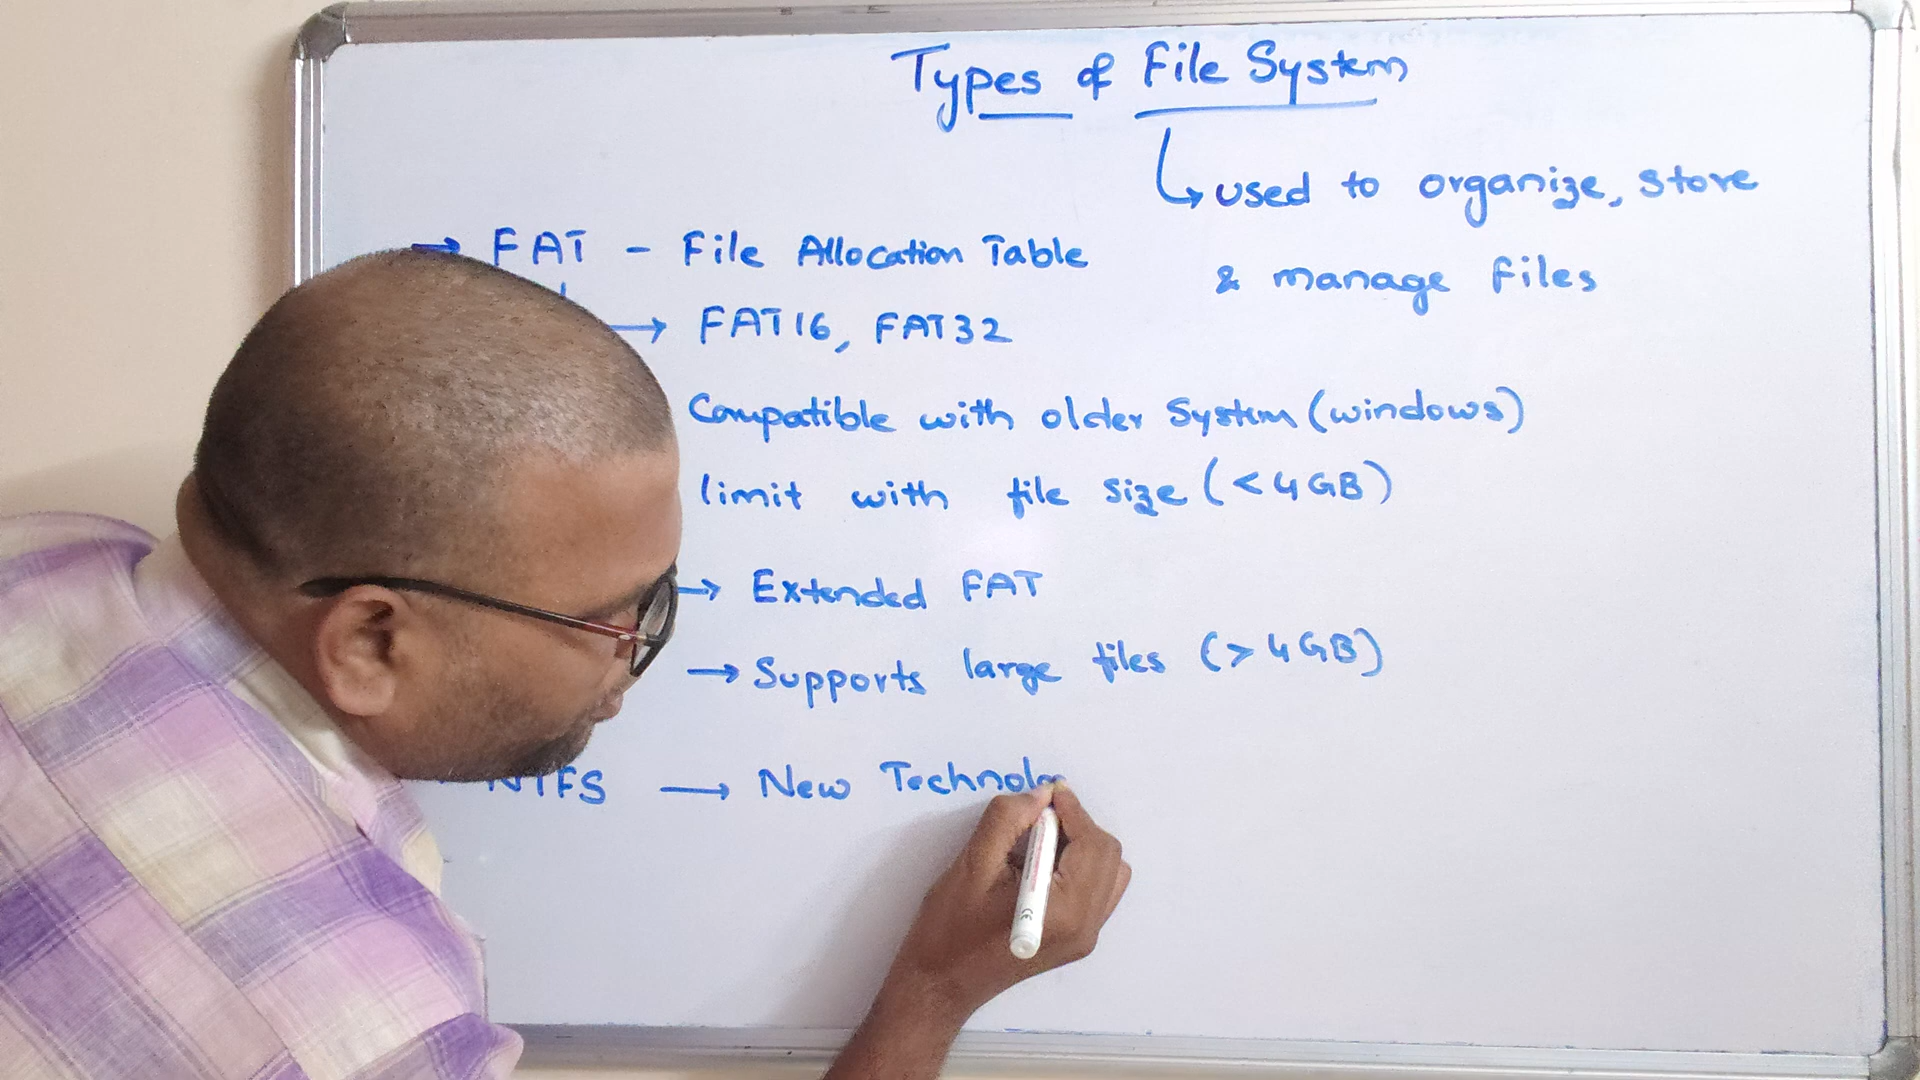 Types of File System
↳ used to organize, store
& manage files
→ FAT - File Allocation Table
→ FAT16, FAT32
Compatible with older System (windows)
limit with file size (<4GB)
→ Extended FAT
→ Supports large files (>4GB)
NTFS → New Technolo
CE